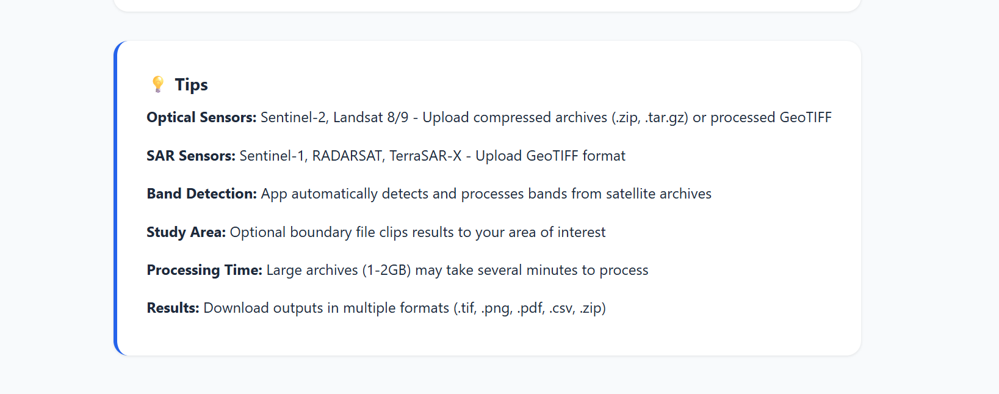 💡 Tips
Optical Sensors: Sentinel-2, Landsat 8/9 - Upload compressed archives (.zip, .tar.gz) or processed GeoTIFF
SAR Sensors: Sentinel-1, RADARSAT, TerraSAR-X - Upload GeoTIFF format
Band Detection: App automatically detects and processes bands from satellite archives
Study Area: Optional boundary file clips results to your area of interest
Processing Time: Large archives (1-2GB) may take several minutes to process
Results: Download outputs in multiple formats (.tif, .png, .pdf, .csv, .zip)